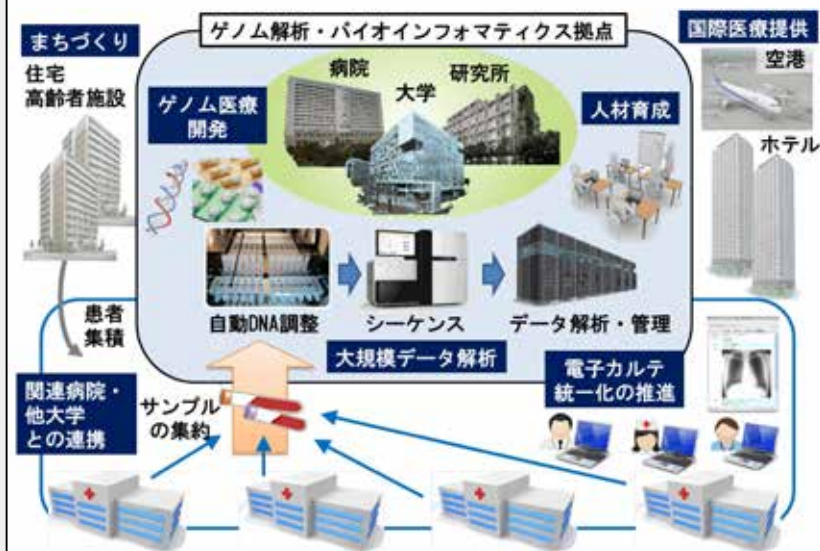 ゲノム解析・バイオインフォマティクス拠点
まちづくり
住宅
高齢者施設
国際医療提供
空港
ホテル
病院
大学
研究所
ゲノム医療
開発
人材育成
自動DNA調整
シーケンス
データ解析・管理
大規模データ解析
患者
集積
関連病院・
他大学
との連携
サンプル
の集約
電子カルテ
統一化の推進